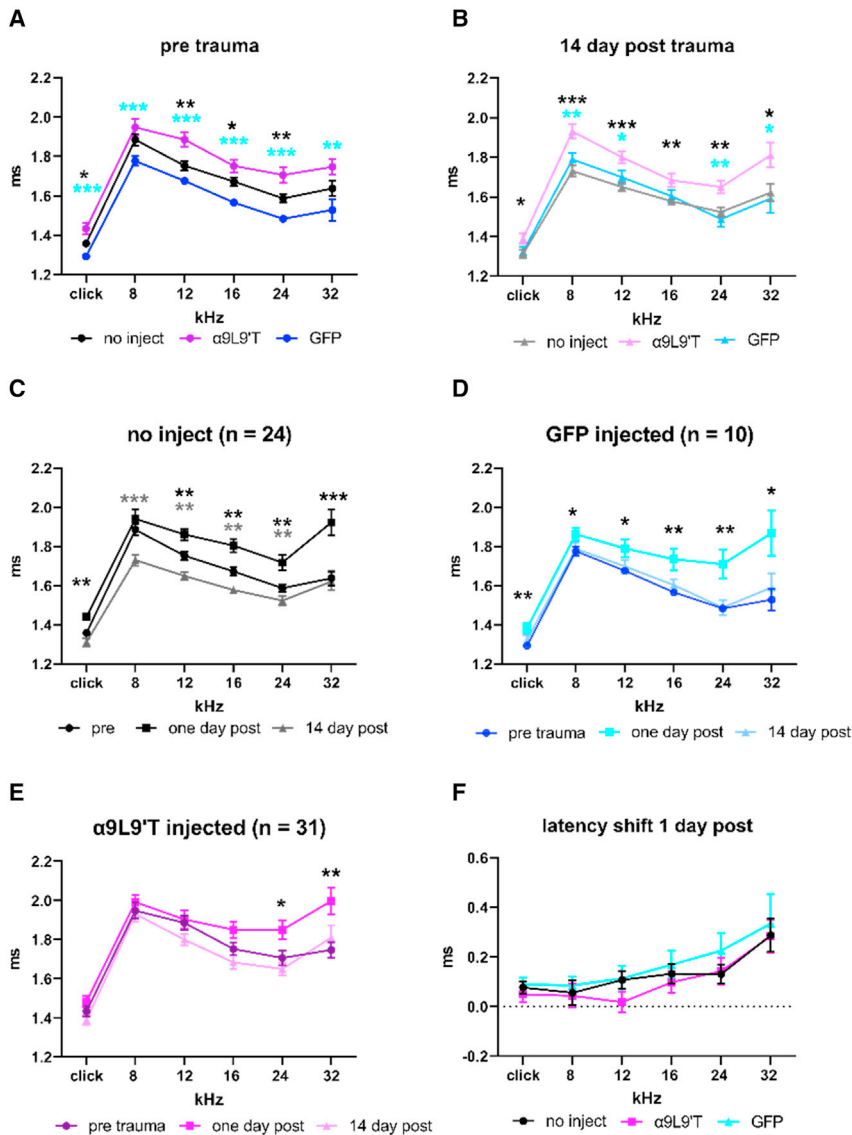 A
pre trauma
2.2
2.0
1.8
1.6
1.4
1.2
ms
*
***
***
**
***
*
***
**
***
**
click 8 12 16 24 32
kHz
no inject α9L9'T GFP
B
14 day post trauma
2.2
2.0
1.8
1.6
1.4
1.2
ms
*
***
**
***
*
**
**
**
*
*
click 8 12 16 24 32
kHz
no inject α9L9'T GFP
C
no inject (n = 24)
2.2
2.0
1.8
1.6
1.4
1.2
ms
**
***
**
**
**
**
**
**
***
click 8 12 16 24 32
kHz
pre one day post 14 day post
D
GFP injected (n = 10)
2.2
2.0
1.8
1.6
1.4
1.2
ms
**
*
*
**
**
*
click 8 12 16 24 32
kHz
pre trauma one day post 14 day post
E
α9L9'T injected (n = 31)
2.2
2.0
1.8
1.6
1.4
1.2
ms
*
**
click 8 12 16 24 32
kHz
pre trauma one day post 14 day post
F
latency shift 1 day post
0.6
0.4
0.2
0.0
-0.2
ms
click 8 12 16 24 32
kHz
no inject α9L9'T GFP